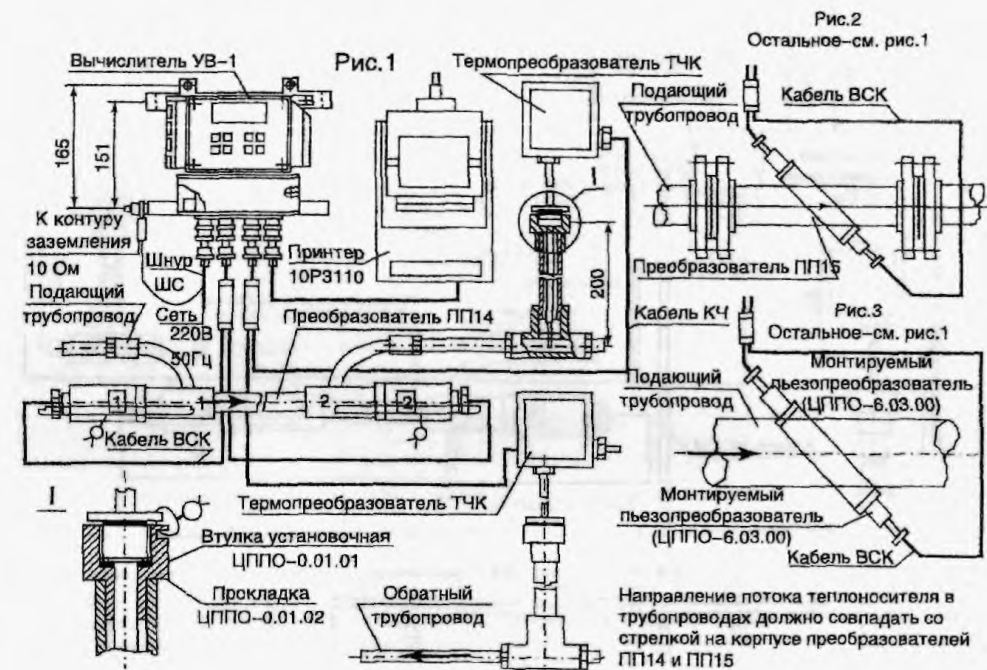 Рис.1
Вычислитель УВ-1
165
151
К контуру
заземления
10 Ом
Шнур
ШС
Сеть
220В
50Гц
Подающий
трубопровод
Принтер
10Р3110
Термопреобразователь ТЧК
I
200
Преобразователь ПП14
Кабель КЧ
1
1
2
2
Кабель ВСК
Термопреобразователь ТЧК
I
Втулка установочная
ЦППО-0.01.01
Прокладка
ЦППО-0.01.02
Обратный
трубопровод
Рис.2
Остальное-см. рис.1
Подающий
трубопровод
Кабель ВСК
Преобразователь ПП15
Рис.3
Остальное-см. рис.1
Монтируемый
пьезопреобразователь
(ЦППО-6.03.00)
Подающий
трубопровод
Монтируемый
пьезопреобразователь
(ЦППО-6.03.00)
Кабель ВСК
Направление потока теплоносителя в
трубопроводах должно совпадать со
стрелкой на корпусе преобразователей
ПП14 и ПП15